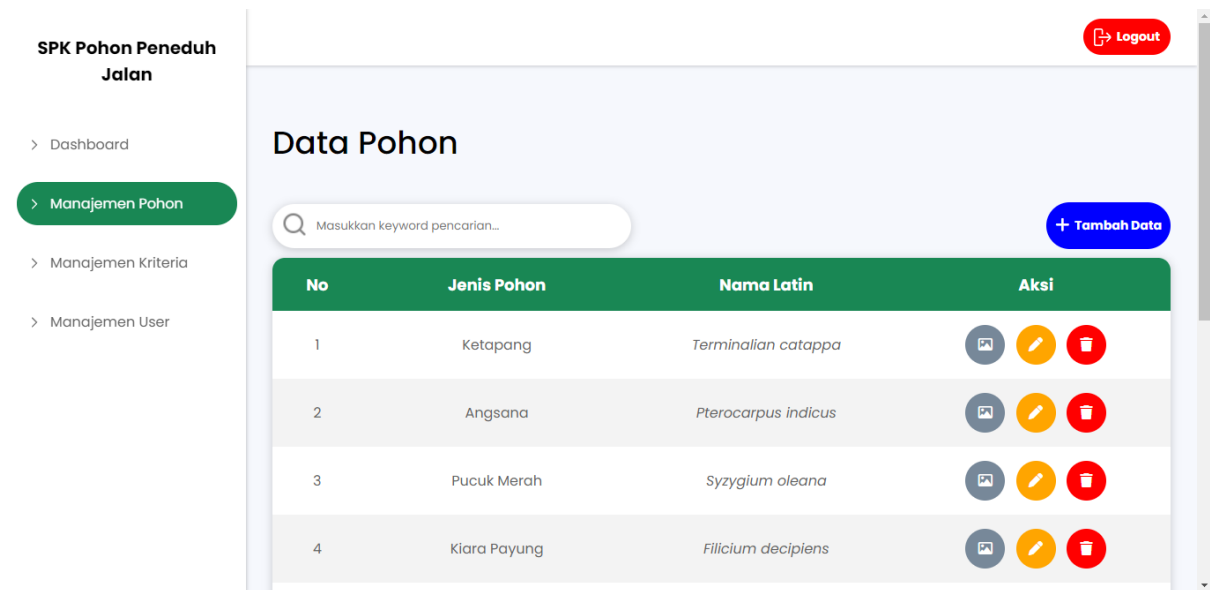 SPK Pohon Peneduh
Jalan
Logout
Dashboard
Manajemen Pohon
Manajemen Kriteria
Manajemen User
Data Pohon
Masukkan keyword pencarian...
+ Tambah Data
No Jenis Pohon Nama Latin Aksi
1 Ketapang Terminalian catappa
2 Angsana Pterocarpus indicus
3 Pucuk Merah Syzygium oleana
4 Kiara Payung Filicium decipiens